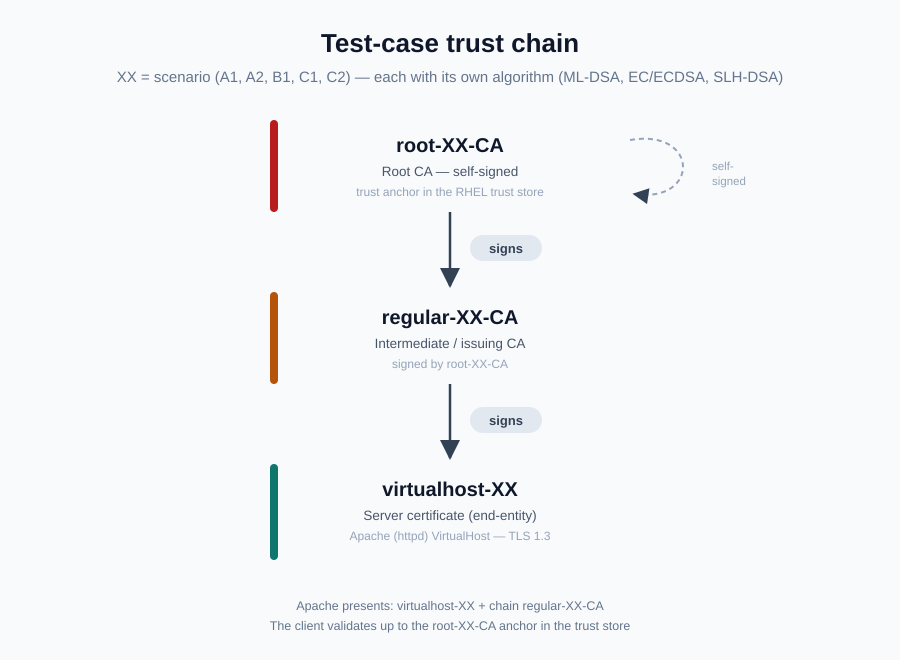 Test-case trust chain
XX = scenario (A1, A2, B1, C1, C2) — each with its own algorithm (ML-DSA, EC/ECDSA, SLH-DSA)
root-XX-CA
Root CA — self-signed
trust anchor in the RHEL trust store
self-
signed
signs
regular-XX-CA
Intermediate / issuing CA
signed by root-XX-CA
signs
virtualhost-XX
Server certificate (end-entity)
Apache (httpd) VirtualHost — TLS 1.3
Apache presents: virtualhost-XX + chain regular-XX-CA
The client validates up to the root-XX-CA anchor in the trust store